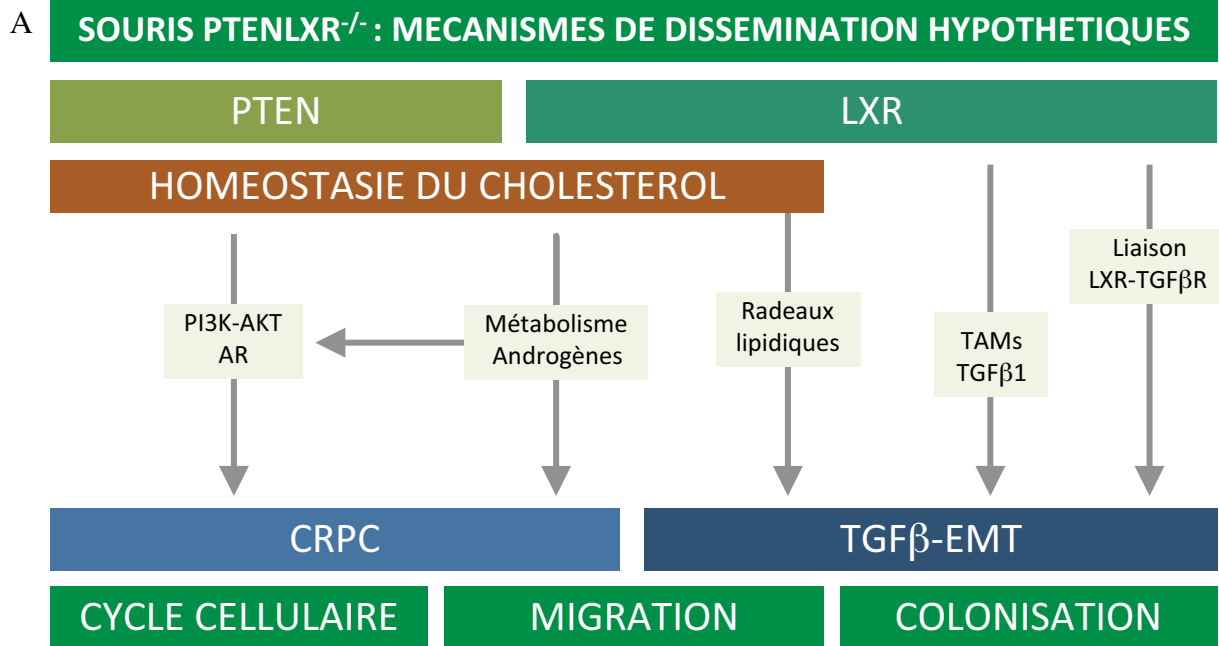 A
SOURIS PTENLXR-/- : MECANISMES DE DISSEMINATION HYPOTHETIQUES
PTEN
LXR
HOMEOSTASIE DU CHOLESTEROL
PI3K-AKT
AR
Métabolisme
Androgènes
Radeaux
lipidiques
TAMs
TGFβ1
Liaison
LXR-TGFβR
CRPC
TGFβ-EMT
CYCLE CELLULAIRE
MIGRATION
COLONISATION